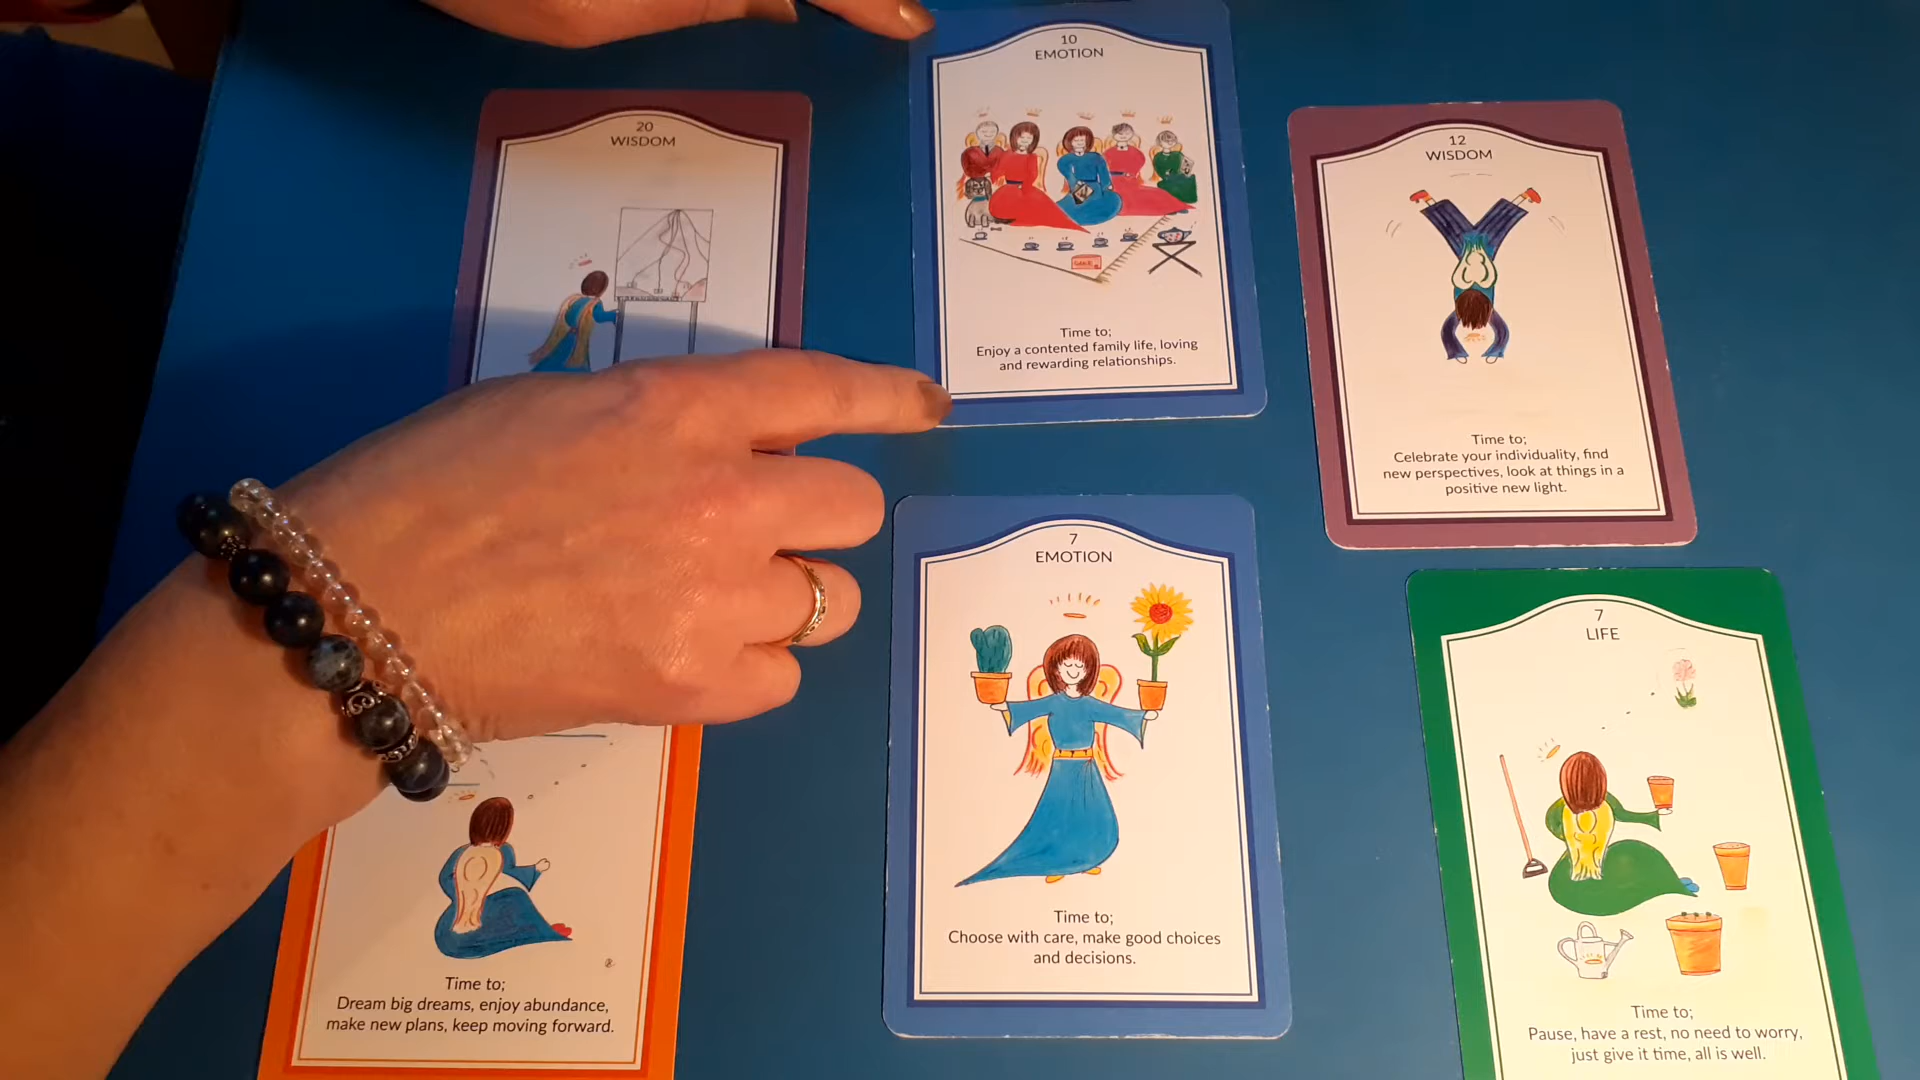 20
WISDOM
10
EMOTION
Time to;
Enjoy a contented family life, loving
and rewarding relationships.
12
WISDOM
Time to;
Celebrate your individuality, find
new perspectives, look at things in a
positive new light.
Time to;
Dream big dreams, enjoy abundance,
make new plans, keep moving forward.
7
EMOTION
Time to;
Choose with care, make good choices
and decisions.
7
LIFE
Time to;
Pause, have a rest, no need to worry,
just give it time, all is well.